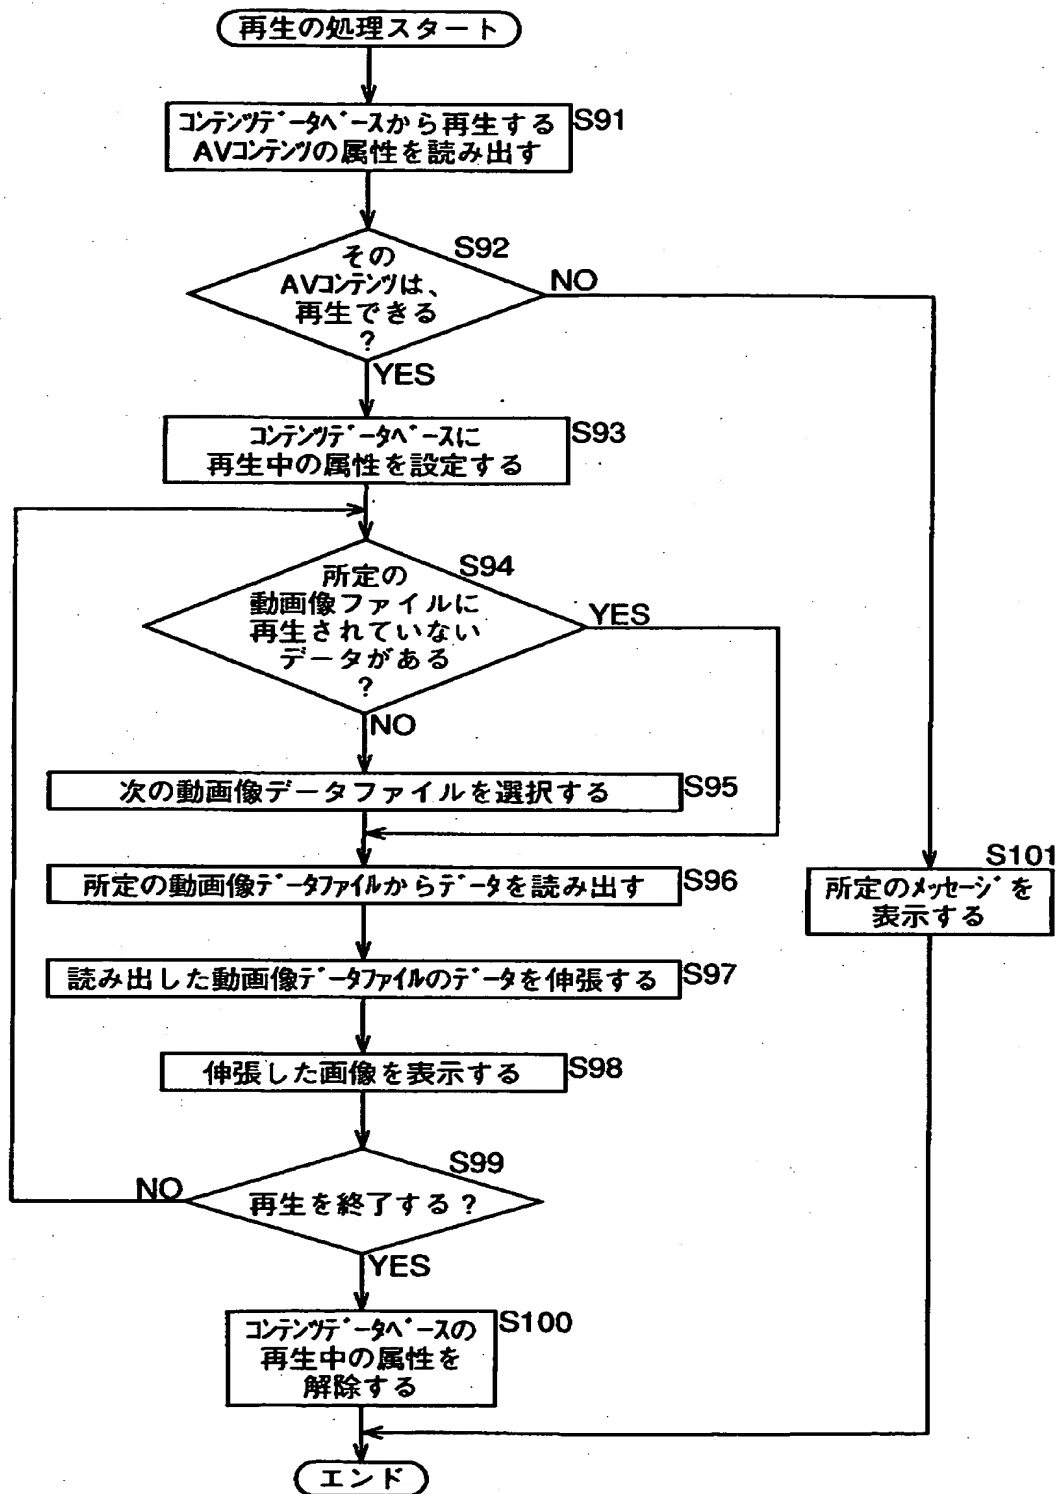 再生の処理スタート
コンテンツデータベースから再生する
AVコンテンツの属性を読み出す
S91
その
AVコンテンツは、
再生できる
?
S92
NO
YES
コンテンツデータベースに
再生中の属性を設定する
S93
所定の
動画像ファイルに
再生されていない
データがある
?
S94
YES
NO
次の動画像データファイルを選択する
S95
所定の動画像データファイルからデータを読み出す
S96
S101
所定のメッセージを
表示する
読み出した動画像データファイルのデータを伸張する
S97
伸張した画像を表示する
S98
S99
再生を終了する?
NO
YES
コンテンツデータベースの
再生中の属性を
解除する
S100
エンド